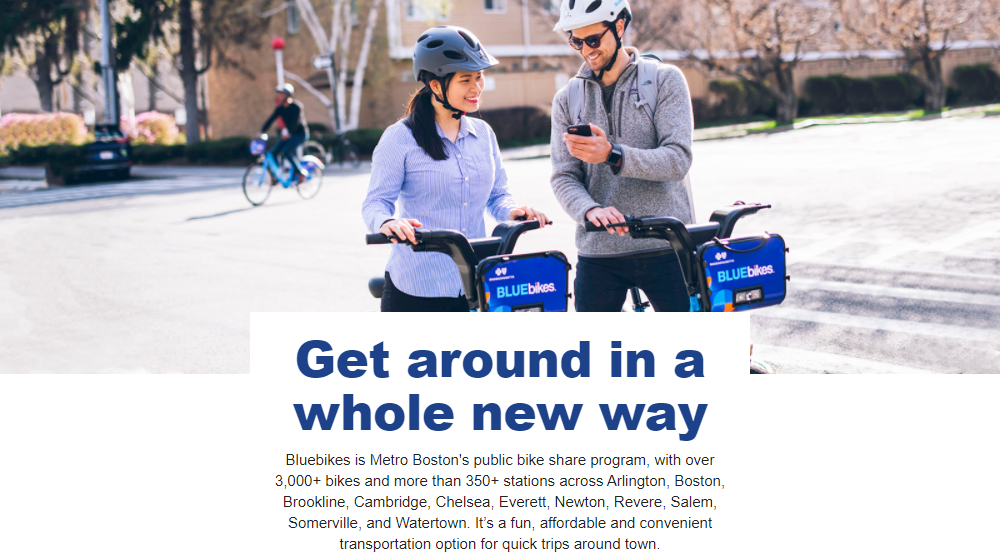 BLUEbikes.
BLUEbikes.
Get around in a
whole new way
Bluebikes is Metro Boston's public bike share program, with over
3,000+ bikes and more than 350+ stations across Arlington, Boston,
Brookline, Cambridge, Chelsea, Everett, Newton, Revere, Salem,
Somerville, and Watertown. It’s a fun, affordable and convenient
transportation option for quick trips around town.